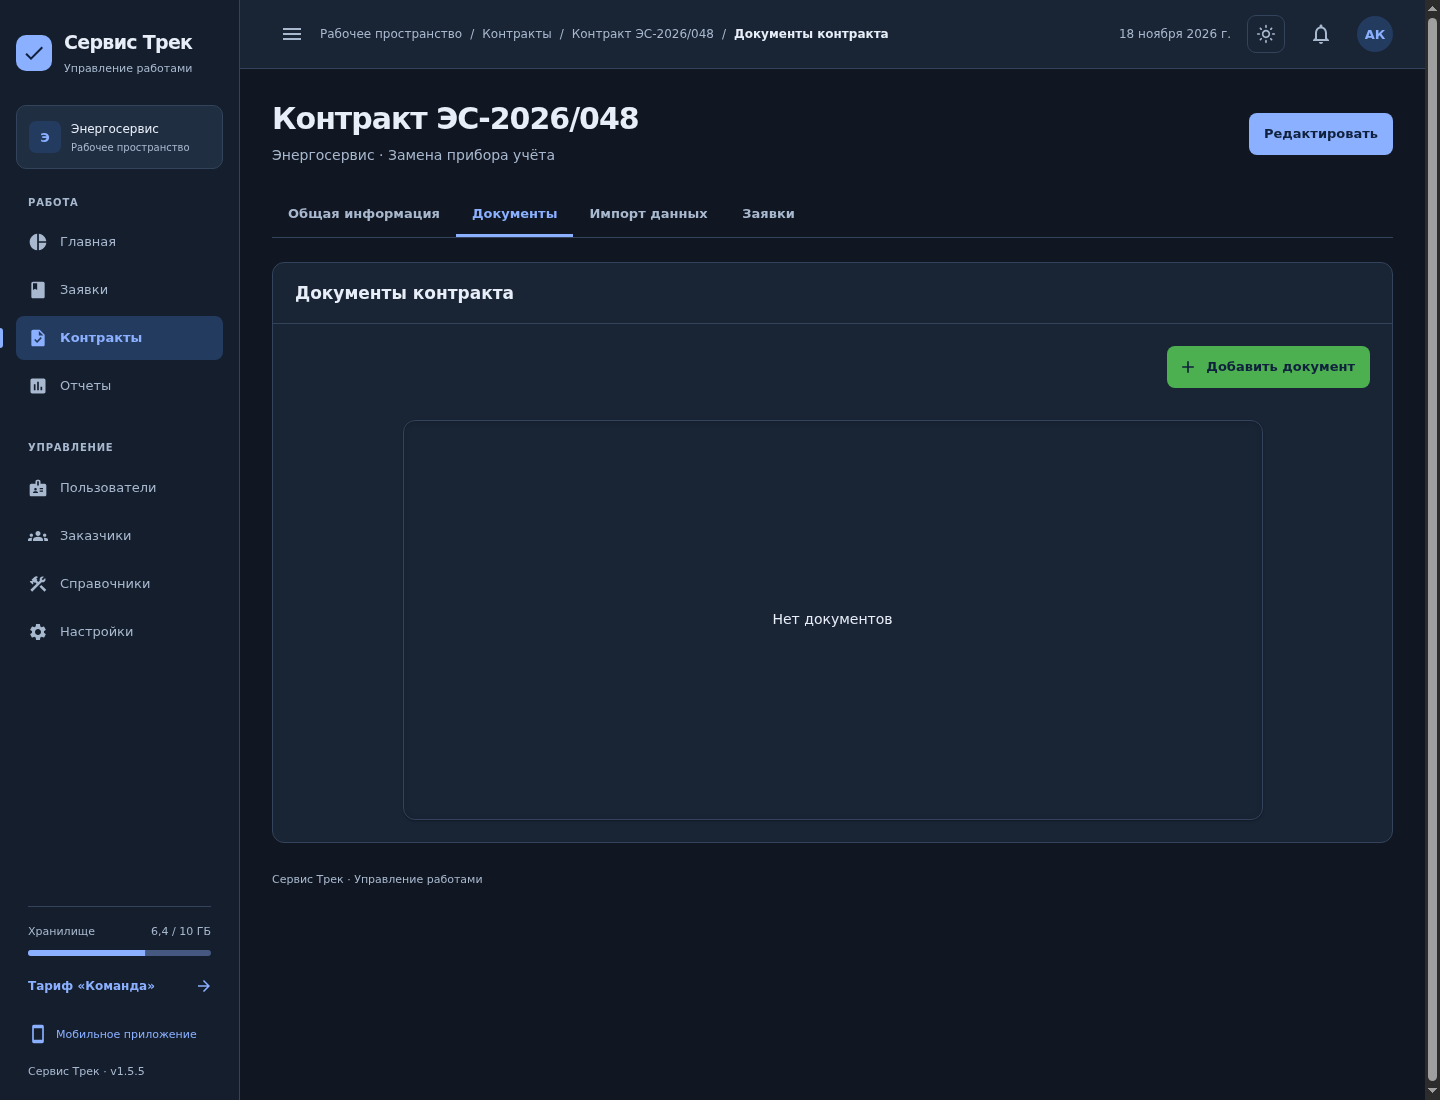 Сервис Трек
Управление работами
Э
Энергосервис
Рабочее пространство
РАБОТА
Главная
Заявки
Контракты
Отчеты
УПРАВЛЕНИЕ
Пользователи
Заказчики
Справочники
Настройки
Хранилище 6,4 / 10 ГБ
Тариф «Команда»
Мобильное приложение
Сервис Трек · v1.5.5
Рабочее пространство / Контракты / Контракт ЭС-2026/048 / Документы контракта
18 ноября 2026 г.
АК
Контракт ЭС-2026/048
Энергосервис · Замена прибора учёта
Редактировать
Общая информация Документы Импорт данных Заявки
Документы контракта
Добавить документ
Нет документов
Сервис Трек · Управление работами